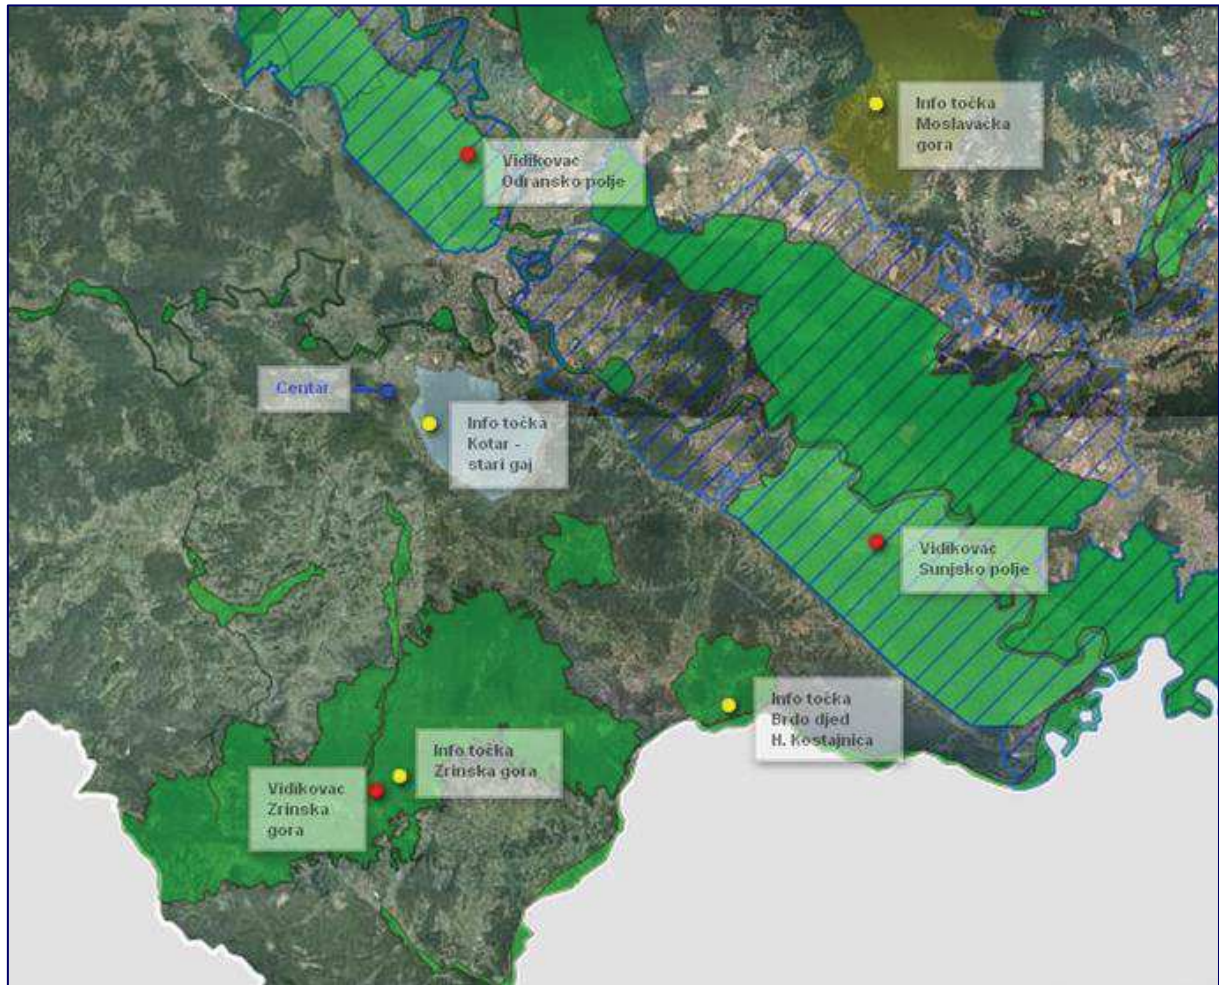 Info točka
Moslavačka
gora
Vidikovac
Odransko polje
Centar
Info točka
Kotar -
stari gaj
Vidikovac
Sunjsko polje
Info točka
Brdo djed
H. Kostajnica
Info točka
Zrinska gora
Vidikovac
Zrinska
gora